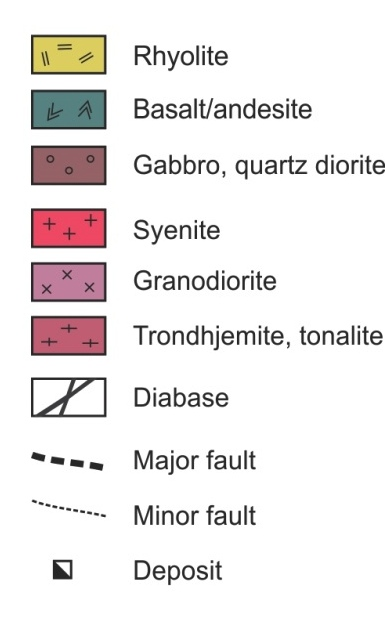 Rhyolite
Basalt/andesite
Gabbro, quartz diorite
Syenite
Granodiorite
Trondhjemite, tonalite
Diabase
Major fault
Minor fault
Deposit